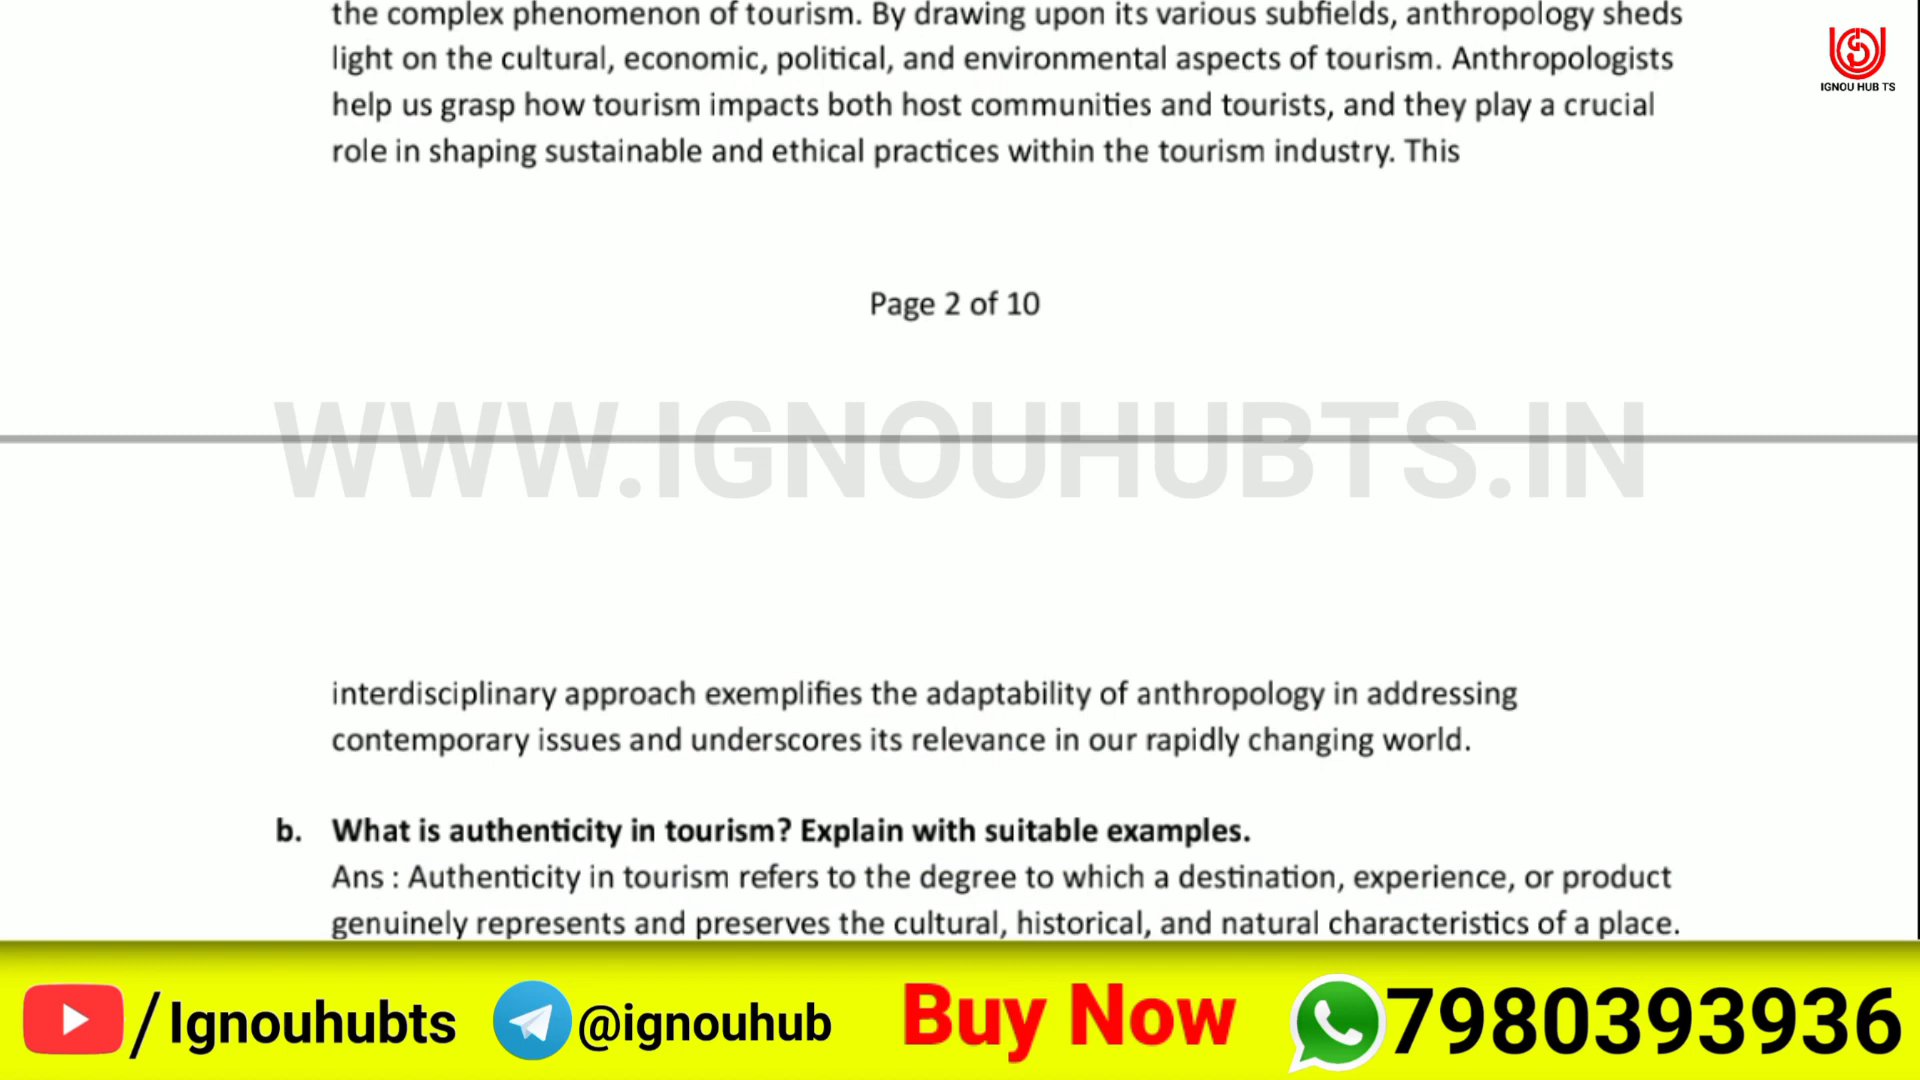 the complex phenomenon of tourism. By drawing upon its various subfields, anthropology sheds
light on the cultural, economic, political, and environmental aspects of tourism. Anthropologists
help us grasp how tourism impacts both host communities and tourists, and they play a crucial
role in shaping sustainable and ethical practices within the tourism industry. This
IGNOU HUB TS
Page 2 of 10
WWW.IGNOUHUBTS.IN
interdisciplinary approach exemplifies the adaptability of anthropology in addressing
contemporary issues and underscores its relevance in our rapidly changing world.
b. What is authenticity in tourism? Explain with suitable examples.
Ans : Authenticity in tourism refers to the degree to which a destination, experience, or product
genuinely represents and preserves the cultural, historical, and natural characteristics of a place.
/Ignouhubts @ignouhub Buy Now 7980393936